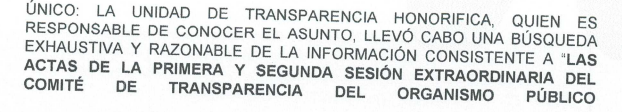 ÚNICO: LA UNIDAD DE TRANSPARENCIA HONORIFICA, QUIEN ES
RESPONSABLE DE CONOCER EL ASUNTO, LLEVÓ CABO UNA BÚSQUEDA
EXHAUSTIVA Y RAZONABLE DE LA INFORMACIÓN CONSISTENTE A "LAS
ACTAS DE LA PRIMERA Y SEGUNDA SESIÓN EXTRAORDINARIA DEL
COMITÉ DE TRANSPARENCIA DEL ORGANISMO PÚBLICO